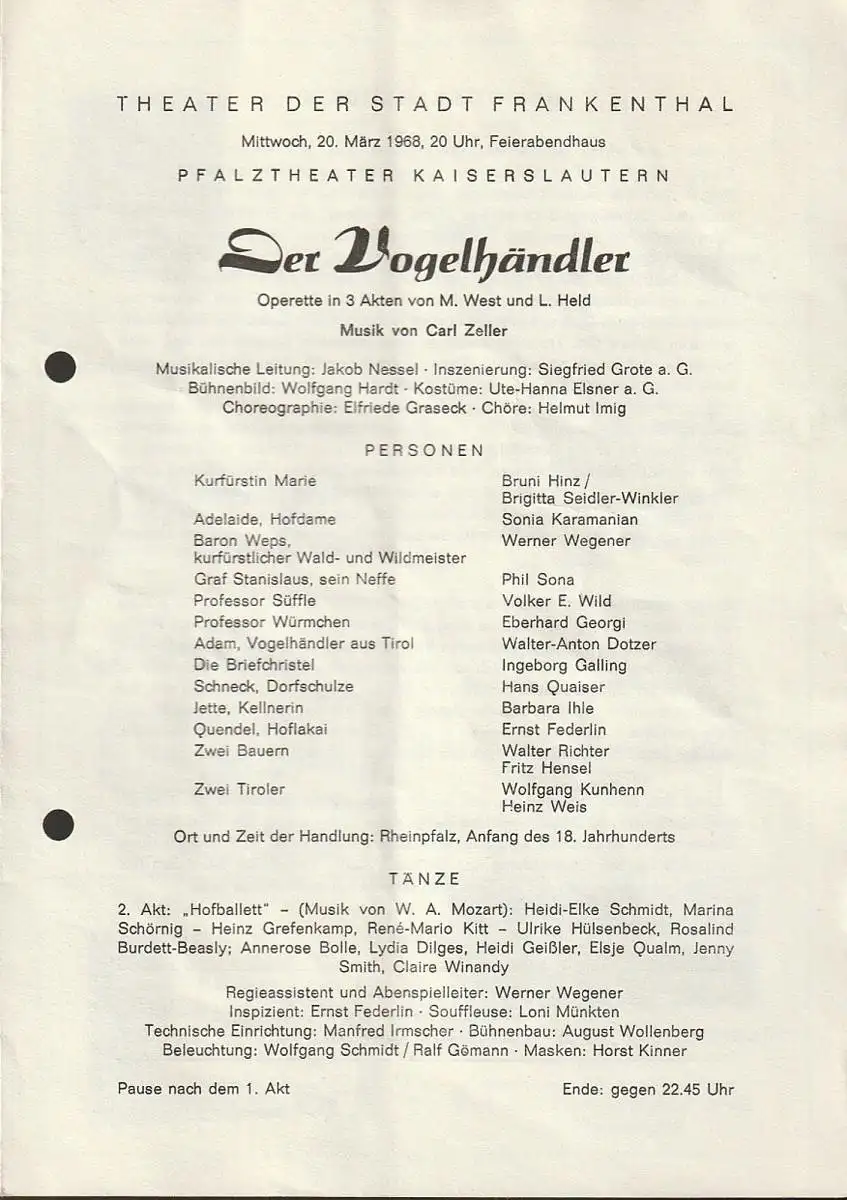 THEATER DER STADT FRANKENTHAL
Mittwoch, 20. März 1968, 20 Uhr, Feierabendhaus
PFALZTHEATER KAISERSLAUTERN
Der Vogelhändler
Operette in 3 Akten von M. West und L. Held
Musik von Carl Zeller
Musikalische Leitung: Jakob Nessel · Inszenierung: Siegfried Grote a. G.
Bühnenbild: Wolfgang Hardt · Kostüme: Ute-Hanna Elsner a. G.
Choreographie: Elfriede Graseck · Chöre: Helmut Imig
PERSONEN
Kurfürstin Marie Bruni Hinz /
Brigitta Seidler-Winkler
Adelaide, Hofdame Sonia Karamanian
Baron Weps, Werner Wegener
kurfürstlicher Wald- und Wildmeister
Graf Stanislaus, sein Neffe Phil Sona
Professor Süffle Volker E. Wild
Professor Würmchen Eberhard Georgi
Adam, Vogelhändler aus Tirol Walter-Anton Dotzer
Die Briefchristel Ingeborg Galling
Schneck, Dorfschulze Hans Quaiser
Jette, Kellnerin Barbara Ihle
Quendel, Hoflakai Ernst Federlin
Zwei Bauern Walter Richter
Fritz Hensel
Zwei Tiroler Wolfgang Kunhenn
Heinz Weis
Ort und Zeit der Handlung: Rheinpfalz, Anfang des 18. Jahrhunderts
TÄNZE
2. Akt: „Hofballett“ – (Musik von W. A. Mozart): Heidi-Elke Schmidt, Marina
Schörnig – Heinz Grefenkamp, René-Mario Kitt – Ulrike Hülsenbeck, Rosalind
Burdett-Beasly; Annerose Bolle, Lydia Dilges, Heidi Geißler, Elsje Qualm, Jenny
Smith, Claire Winandy
Regieassistent und Abenspielleiter: Werner Wegener
Inspizient: Ernst Federlin · Souffleuse: Loni Münkten
Technische Einrichtung: Manfred Irmscher · Bühnenbau: August Wollenberg
Beleuchtung: Wolfgang Schmidt / Ralf Gömann · Masken: Horst Kinner
Pause nach dem 1. Akt Ende: gegen 22.45 Uhr